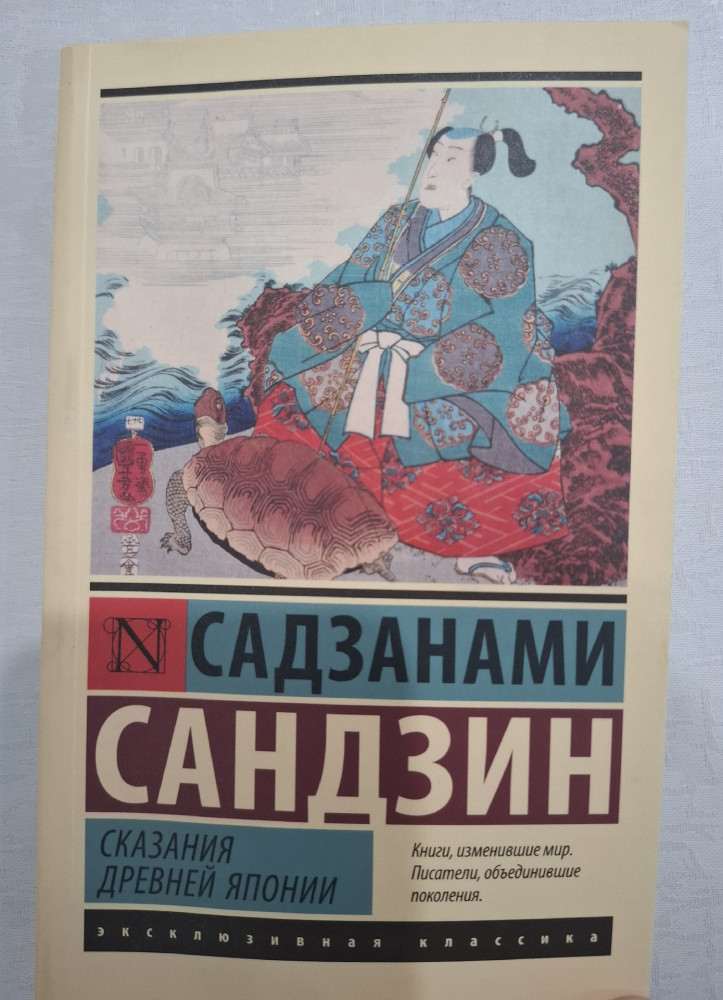 N САДЗАНАМИ
САНДЗИН
СКАЗАНИЯ
ДРЕВНЕЙ ЯПОНИИ
Книги, изменившие мир.
Писатели, объединившие
поколения.
эксклюзивная классика